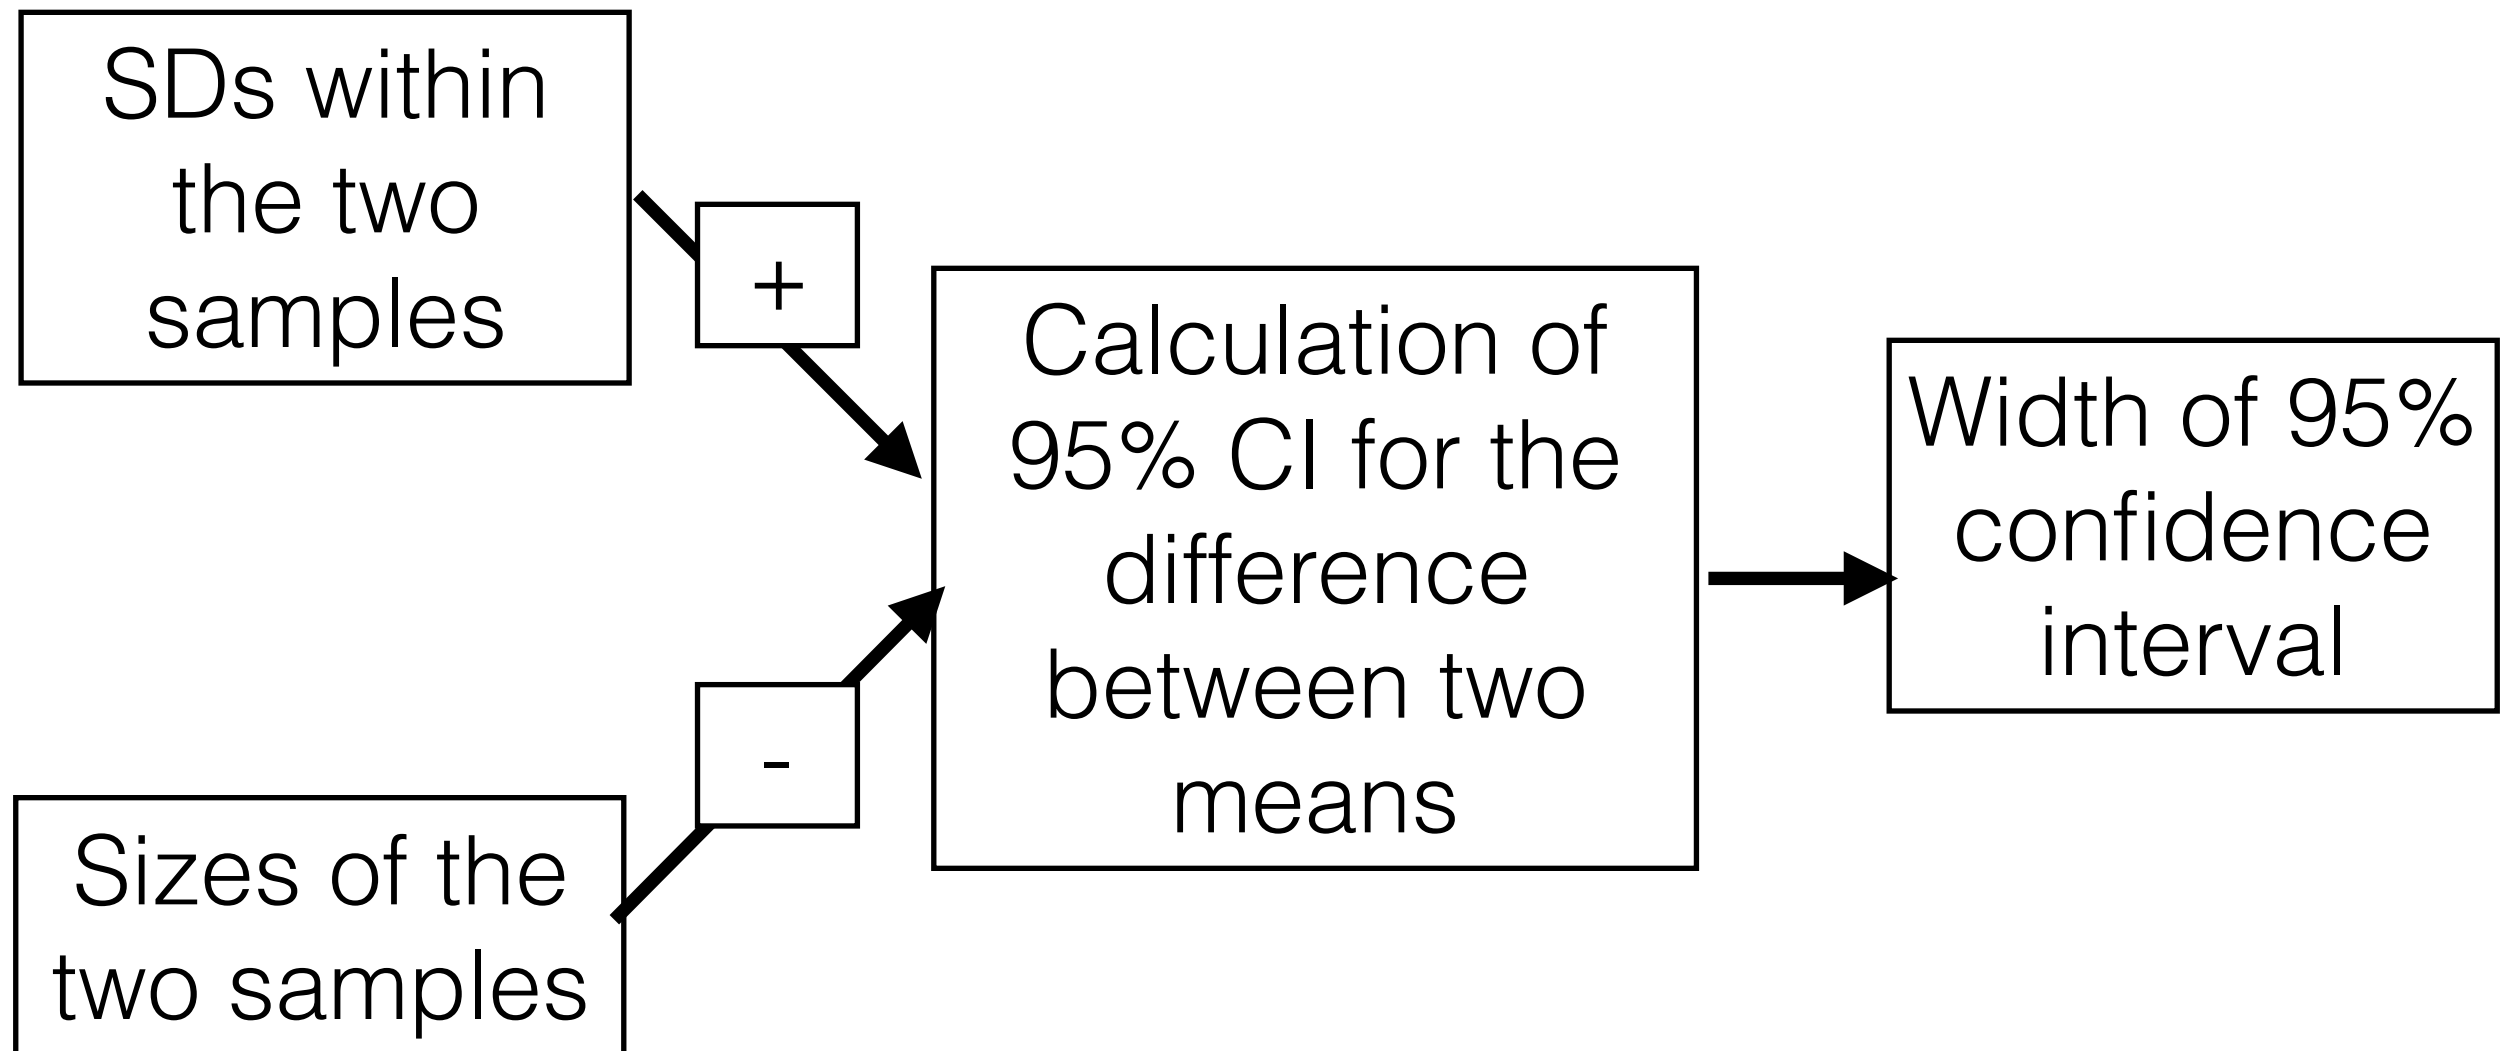 SDs within
the two
samples
+
Calculation of
95% CI for the
difference
between two
means
Width of 95%
confidence
interval
-
Sizes of the
two samples